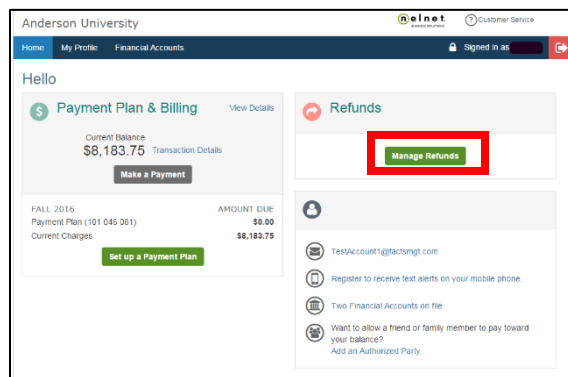 Anderson University
nelnet
BUSINESS SOLUTIONS
? Customer Service
Home My Profile Financial Accounts
Signed in as
Hello
$ Payment Plan & Billing View Details
Current Balance
$8,183.75 Transaction Details
Make a Payment
FALL 2016 AMOUNT DUE
Payment Plan (101 046 081) $0.00
Current Charges $8,183.75
Set up a Payment Plan
Refunds
Manage Refunds
TestAccount1@factsmgt.com
Register to receive text alerts on your mobile phone.
Two Financial Accounts on file
Want to allow a friend or family member to pay toward
your balance?
Add an Authorized Party.